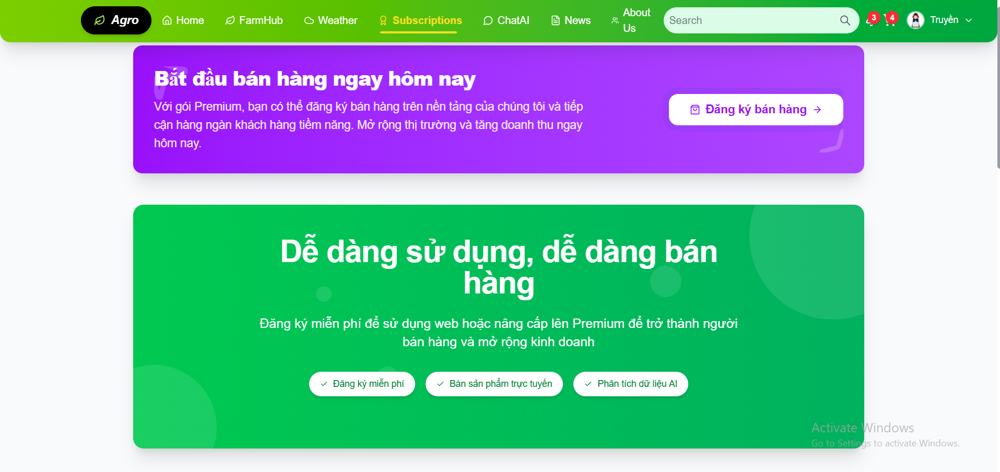 Agro
Home
FarmHub
Weather
Subscriptions
ChatAI
News
About
Us
Search
3
4
Truyền
Bắt đầu bán hàng ngay hôm nay
Với gói Premium, bạn có thể đăng ký bán hàng trên nền tảng của chúng tôi và tiếp
cận hàng ngàn khách hàng tiềm năng. Mở rộng thị trường và tăng doanh thu ngay
hôm nay.
Đăng ký bán hàng
Dễ dàng sử dụng, dễ dàng bán
hàng
Đăng ký miễn phí để sử dụng web hoặc nâng cấp lên Premium để trở thành người
bán hàng và mở rộng kinh doanh
Đăng ký miễn phí
Bán sản phẩm trực tuyến
Phân tích dữ liệu AI
Activate Windows
Go to Settings to activate Windows.